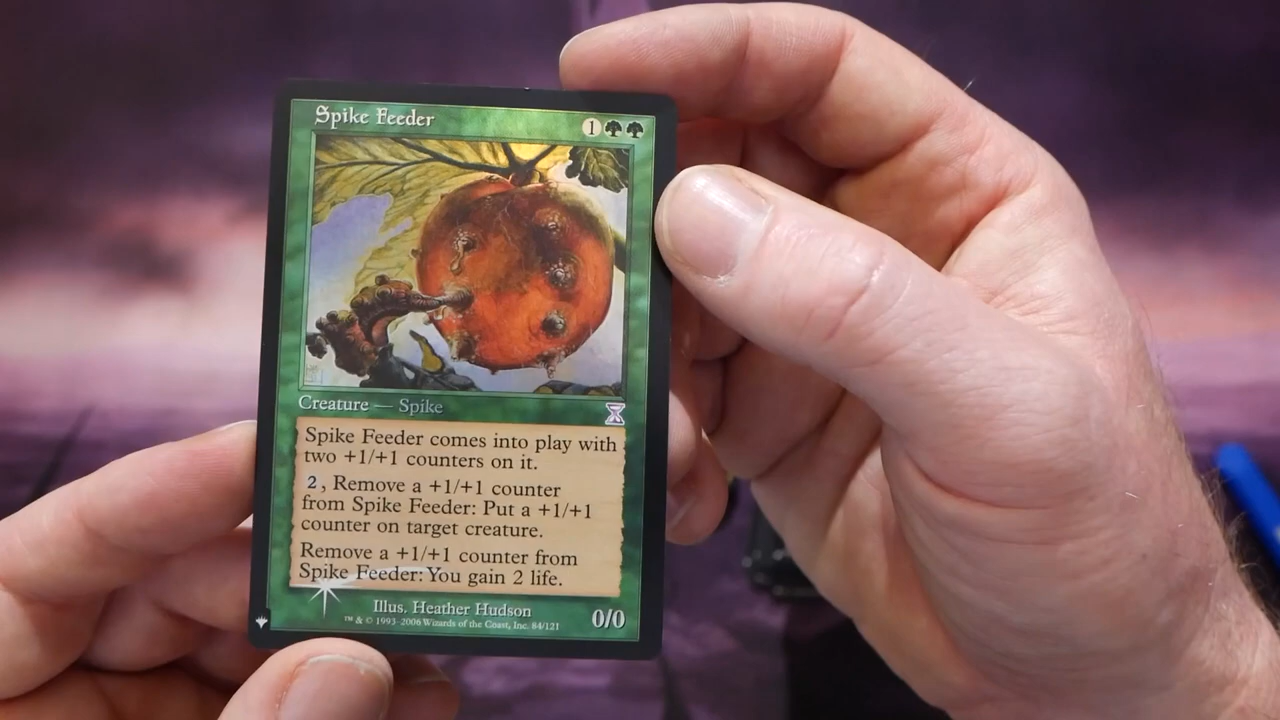 Spike Feeder
1
Creature — Spike
Spike Feeder comes into play with
two +1/+1 counters on it.
2, Remove a +1/+1 counter
from Spike Feeder: Put a +1/+1
counter on target creature.
Remove a +1/+1 counter from
Spike Feeder: You gain 2 life.
Illus. Heather Hudson
™ & © 1993–2006 Wizards of the Coast, Inc. 84/121
0/0